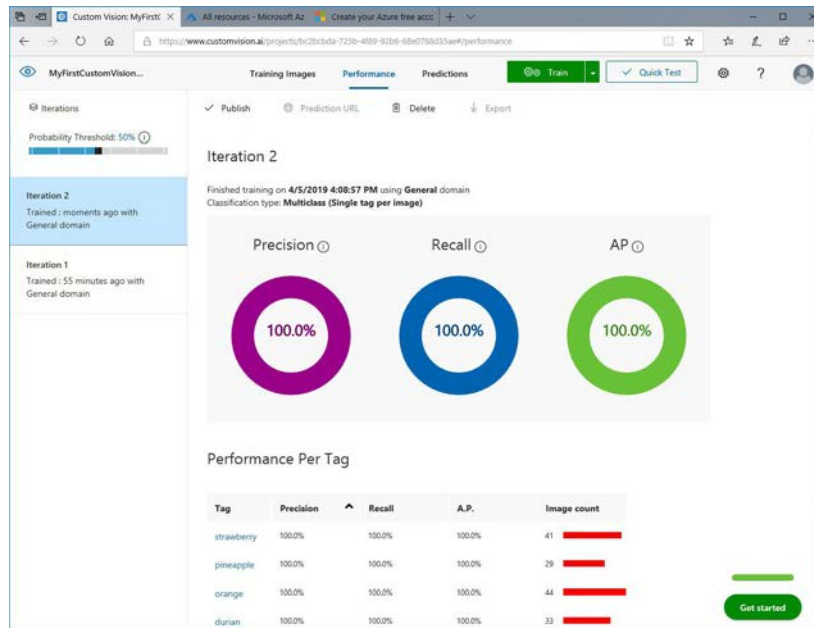 Custom Vision: MyFirstC
All resources - Microsoft Az
Create your Azure free acco
https://www.customvision.ai/projects/bc2bcbda-725b-4f89-92b6-68e0788d35ae#/performance
MyFirstCustomVision...
Training Images
Performance
Predictions
Train
Quick Test
?
Iterations
Probability Threshold: 50%
Publish
Prediction URL
Delete
Export
Iteration 2
Trained : moments ago with
General domain
Iteration 1
Trained : 55 minutes ago with
General domain
Iteration 2
Finished training on 4/5/2019 4:08:57 PM using General domain
Classification type: Multiclass (Single tag per image)
Precision
Recall
AP
100.0%
100.0%
100.0%
Performance Per Tag
Tag Precision Recall A.P. Image count
strawberry 100.0% 100.0% 100.0% 41
pineapple 100.0% 100.0% 100.0% 29
orange 100.0% 100.0% 100.0% 44
durian 100.0% 100.0% 100.0% 33
Get started